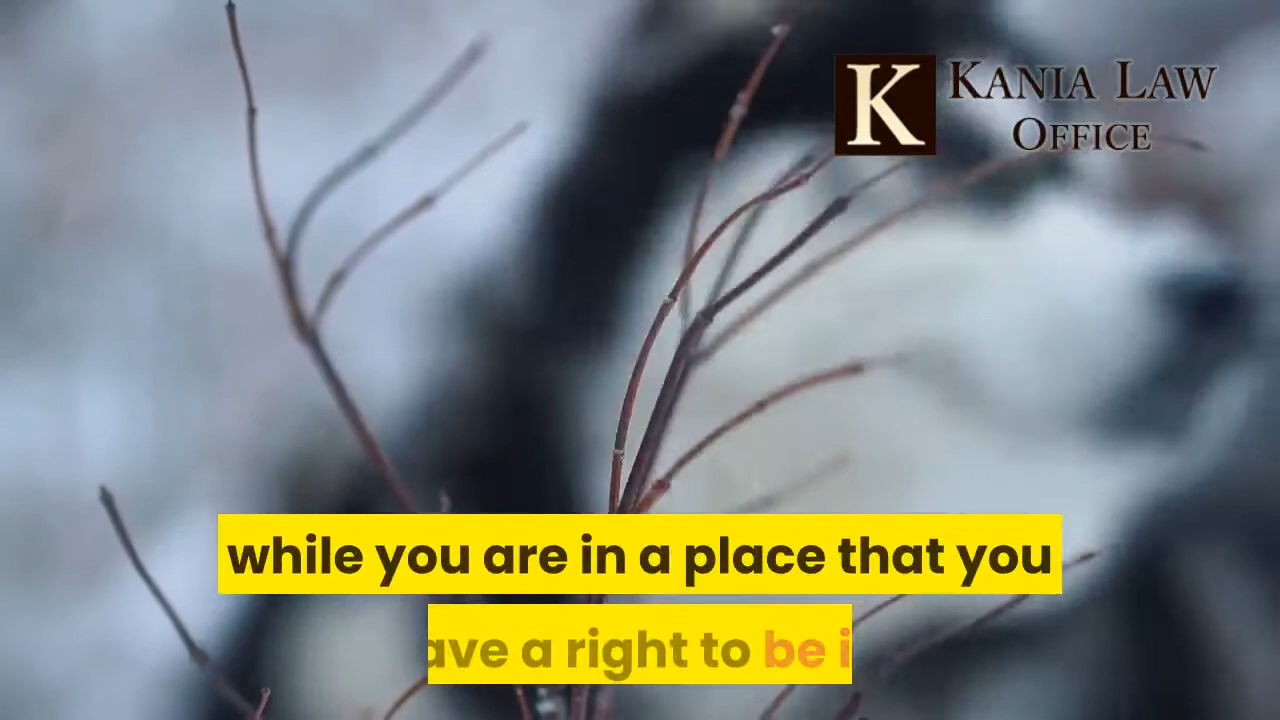 K
KANIA LAW
OFFICE
while you are in a place that you
ave a right to be i